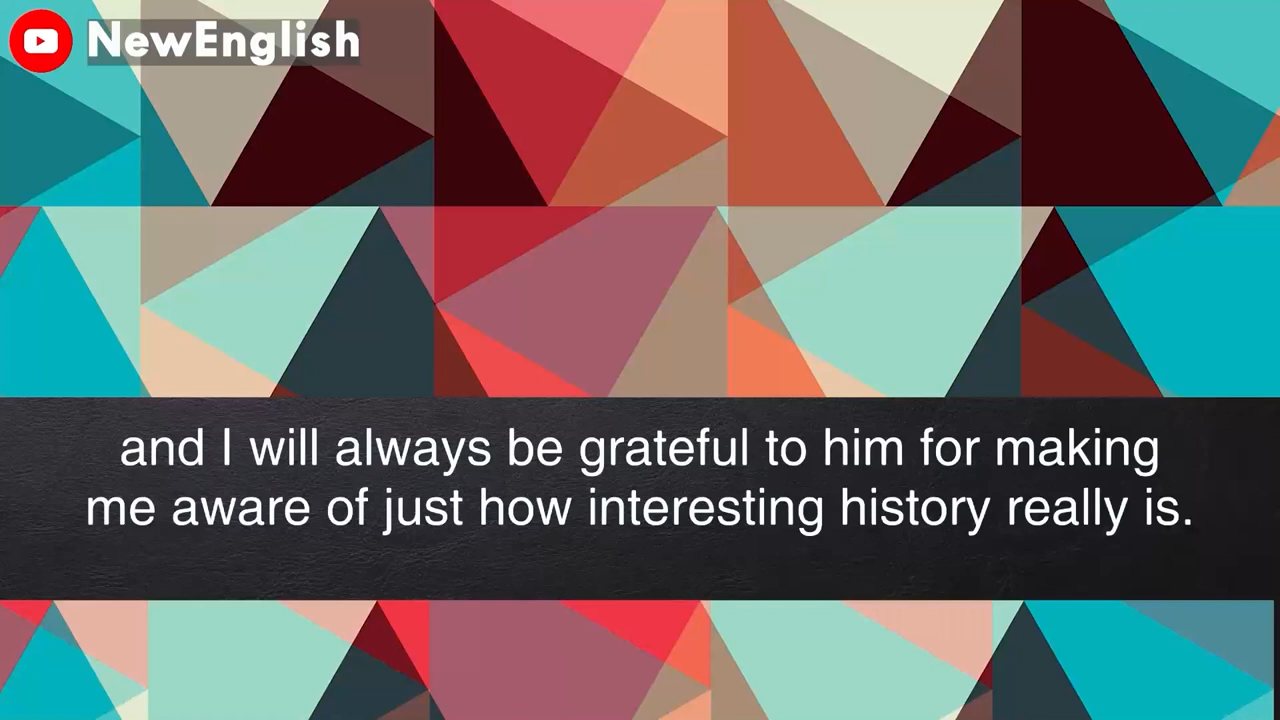 NewEnglish
and I will always be grateful to him for making
me aware of just how interesting history really is.